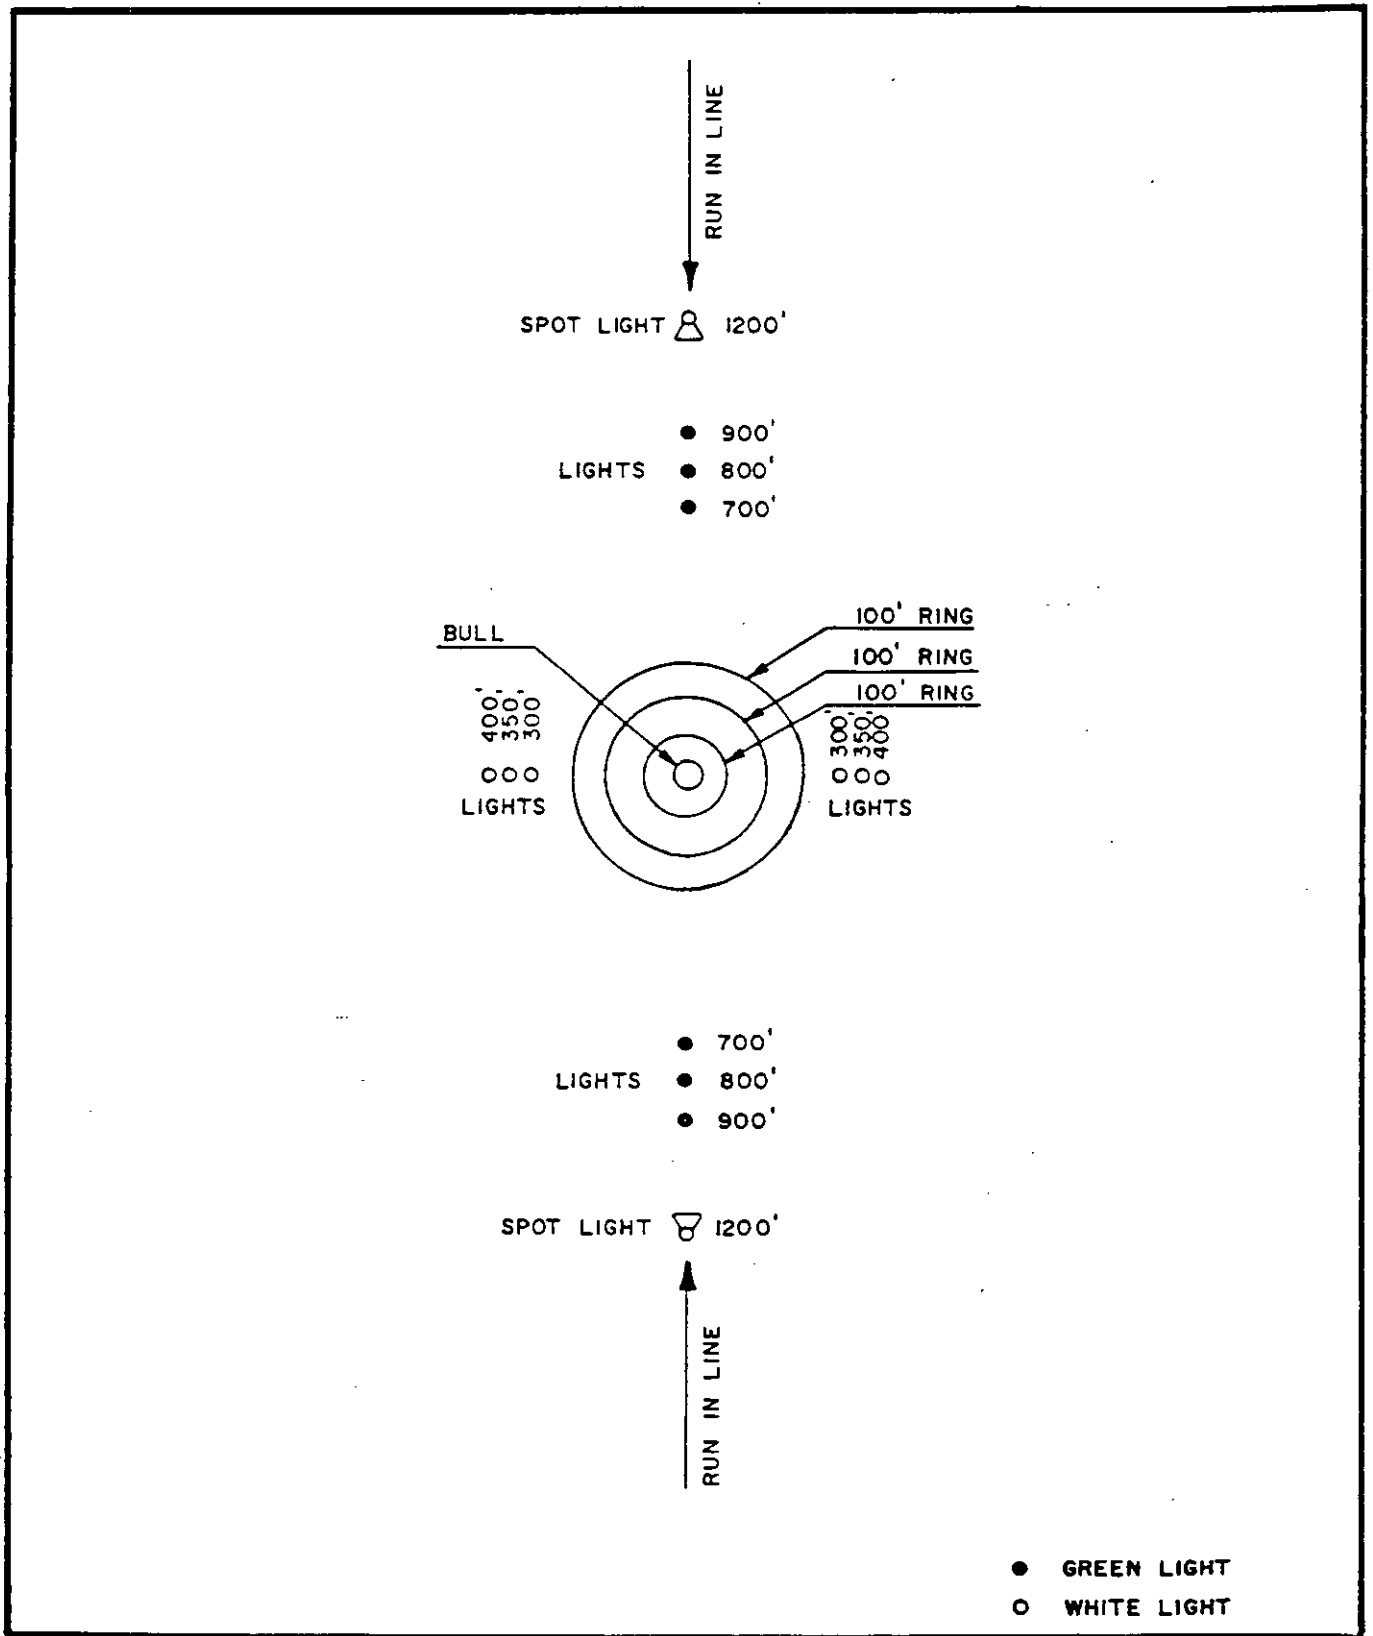 RUN IN LINE
SPOT LIGHT 1200'
900'
LIGHTS 800'
700'
100' RING
BULL
100' RING
100' RING
400'
350'
300'
300'
350'
400'
LIGHTS
LIGHTS
700'
LIGHTS 800'
900'
SPOT LIGHT 1200'
RUN IN LINE
GREEN LIGHT
WHITE LIGHT